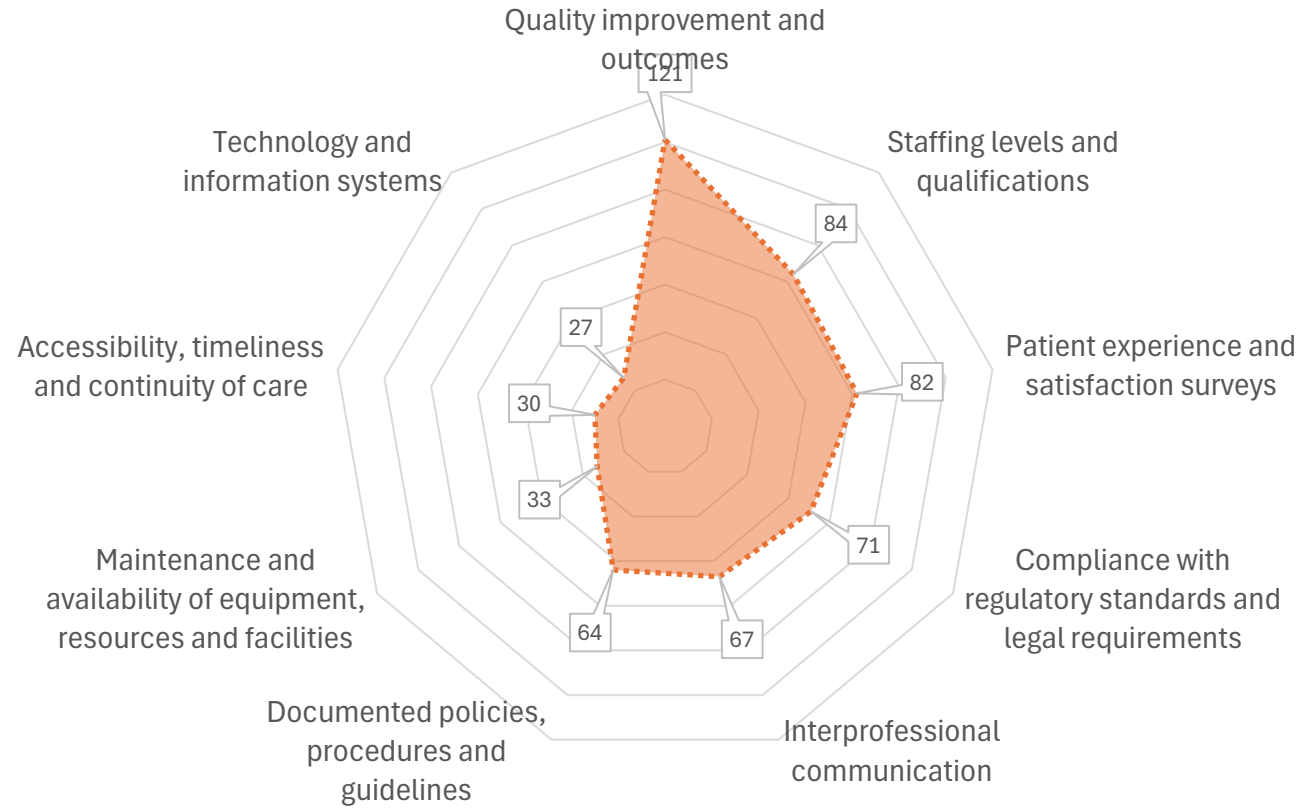 Quality improvement and
outcomes
121
Technology and
information systems
Staffing levels and
qualifications
84
27
Accessibility, timeliness
and continuity of care
30
82
Patient experience and
satisfaction surveys
33
71
Maintenance and
availability of equipment,
resources and facilities
Compliance with
regulatory standards and
legal requirements
64
67
Documented policies,
procedures and
guidelines
Interprofessional
communication